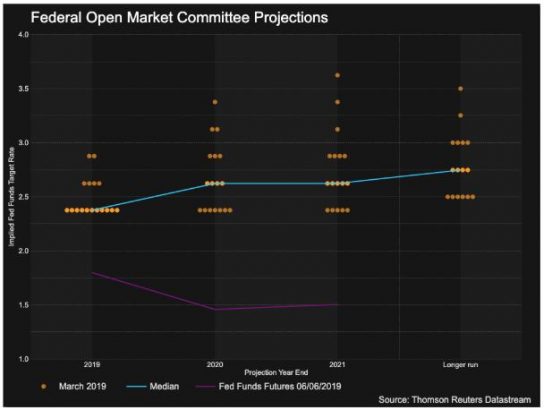 Federal Open Market Committee Projections
4.0
3.5
3.0
2.5
2.0
1.5
1.0
Implied Fed Funds Target Rate
2019
2020
2021
Longer run
Projection Year End
March 2019
Median
Fed Funds Futures 06/06/2019
Source: Thomson Reuters Datastream